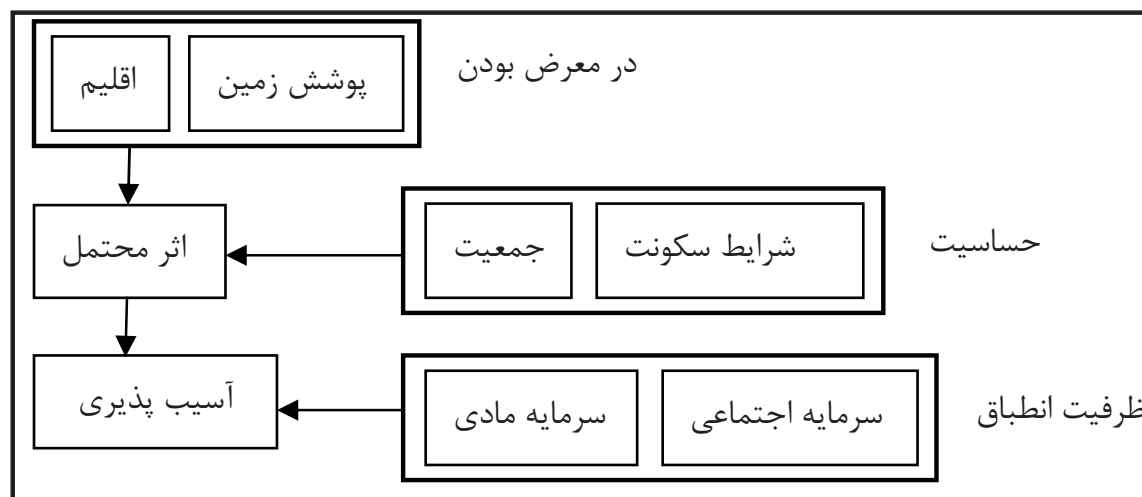 در معرض بودن
پوشش زمین
اقلیم
حساسیت
شرایط سکونت
جمعیت
اثر محتمل
ظرفیت انطباق
سرمایه اجتماعی
سرمایه مادی
آسیب پذیری